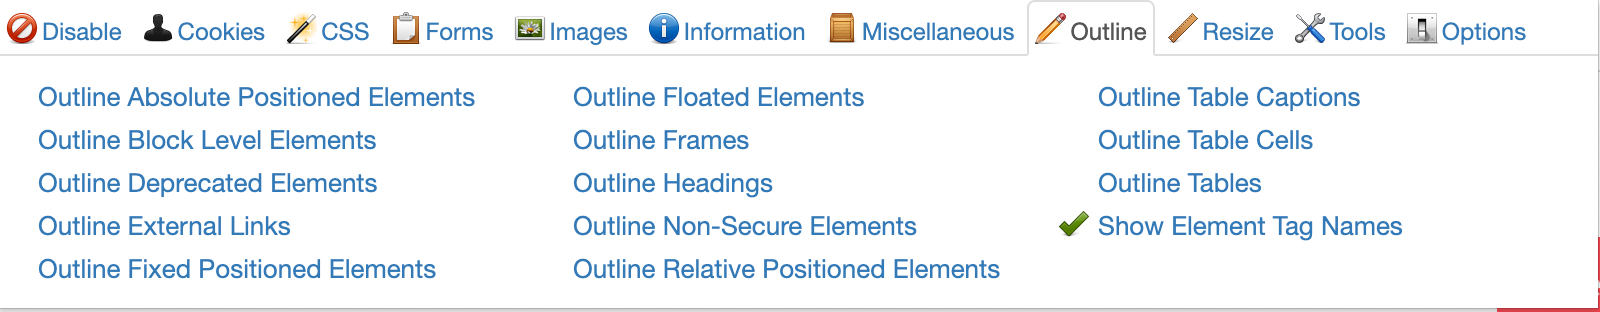 Disable Cookies CSS Forms Images Information Miscellaneous Outline Resize Tools Options
Outline Absolute Positioned Elements
Outline Block Level Elements
Outline Deprecated Elements
Outline External Links
Outline Fixed Positioned Elements
Outline Floated Elements
Outline Frames
Outline Headings
Outline Non-Secure Elements
Outline Relative Positioned Elements
Outline Table Captions
Outline Table Cells
Outline Tables
Show Element Tag Names